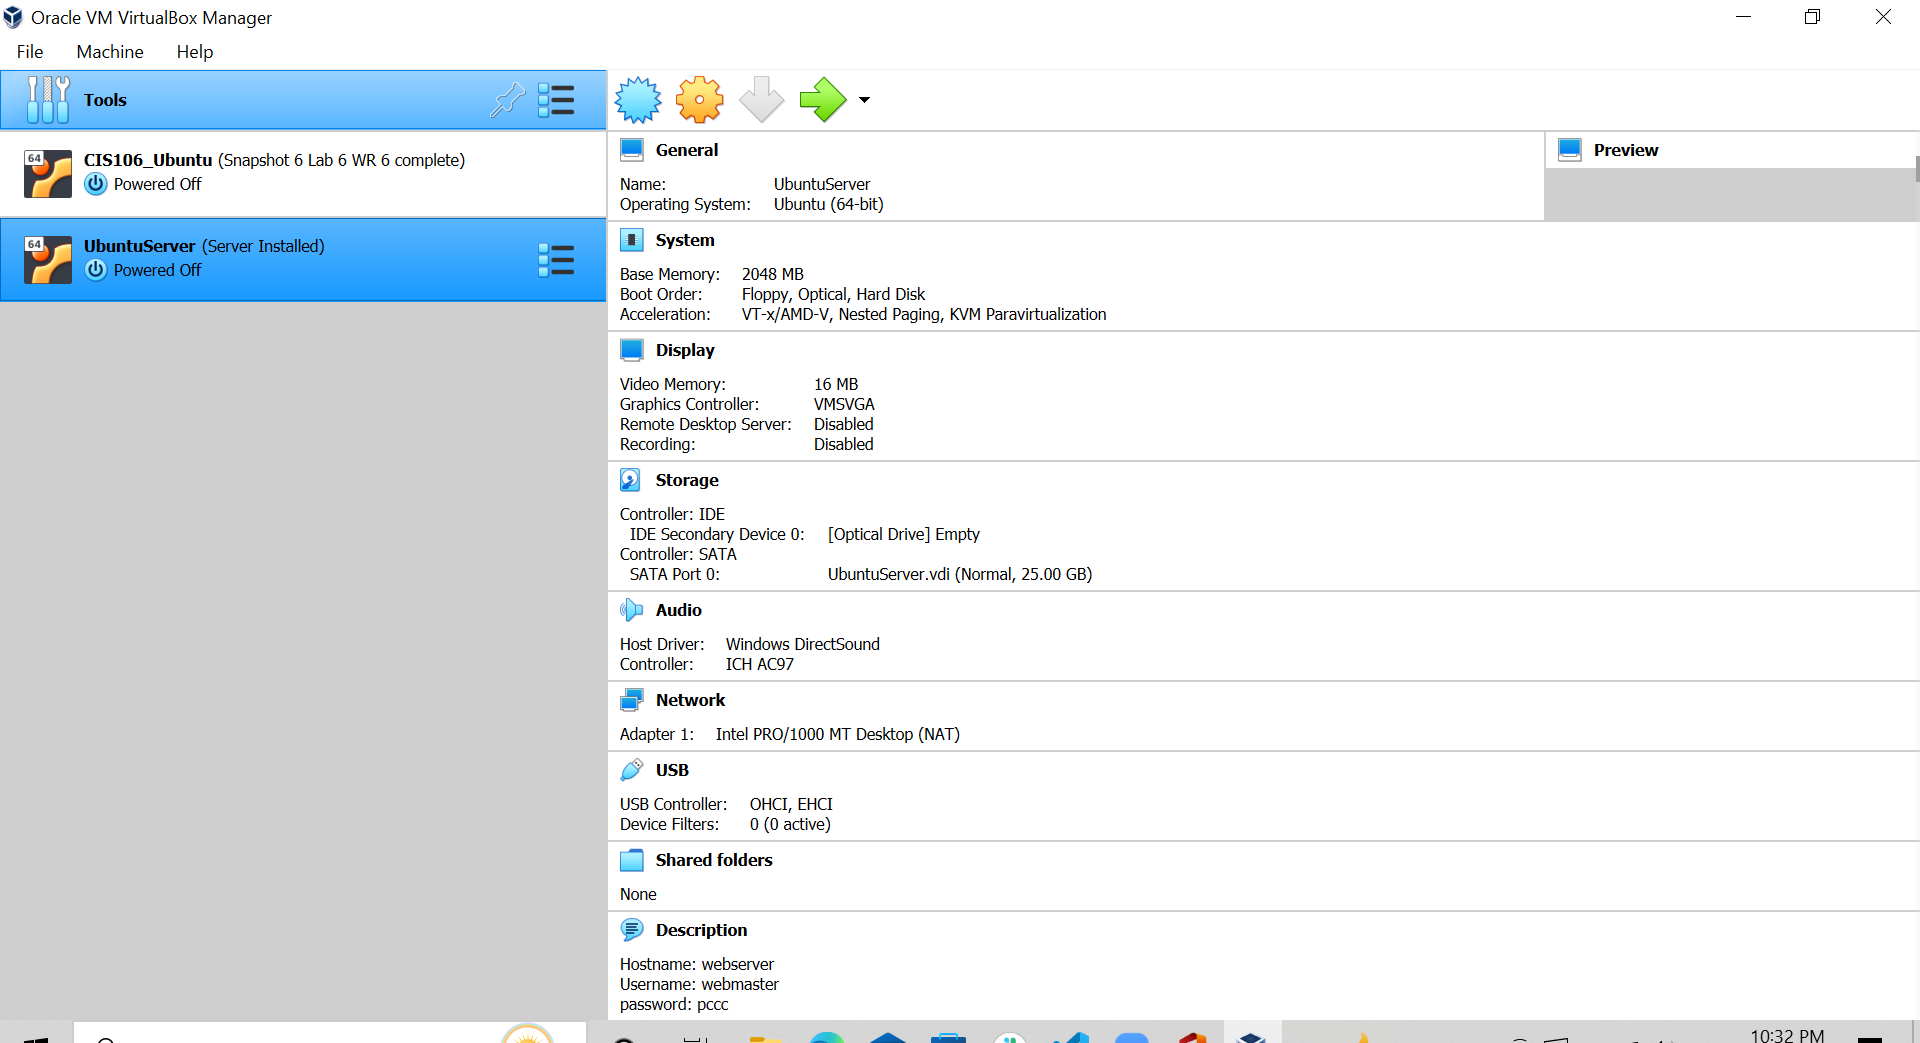 Oracle VM VirtualBox Manager
File Machine Help
Tools
64
CIS106_Ubuntu (Snapshot 6 Lab 6 WR 6 complete)
Powered Off
64
UbuntuServer (Server Installed)
Powered Off
General
Name: UbuntuServer
Operating System: Ubuntu (64-bit)
Preview
System
Base Memory: 2048 MB
Boot Order: Floppy, Optical, Hard Disk
Acceleration: VT-x/AMD-V, Nested Paging, KVM Paravirtualization
Display
Video Memory: 16 MB
Graphics Controller: VMSVGA
Remote Desktop Server: Disabled
Recording: Disabled
Storage
Controller: IDE
IDE Secondary Device 0: [Optical Drive] Empty
Controller: SATA
SATA Port 0: UbuntuServer.vdi (Normal, 25.00 GB)
Audio
Host Driver: Windows DirectSound
Controller: ICH AC97
Network
Adapter 1: Intel PRO/1000 MT Desktop (NAT)
USB
USB Controller: OHCI, EHCI
Device Filters: 0 (0 active)
Shared folders
None
Description
Hostname: webserver
Username: webmaster
password: pccc
10:32 PM